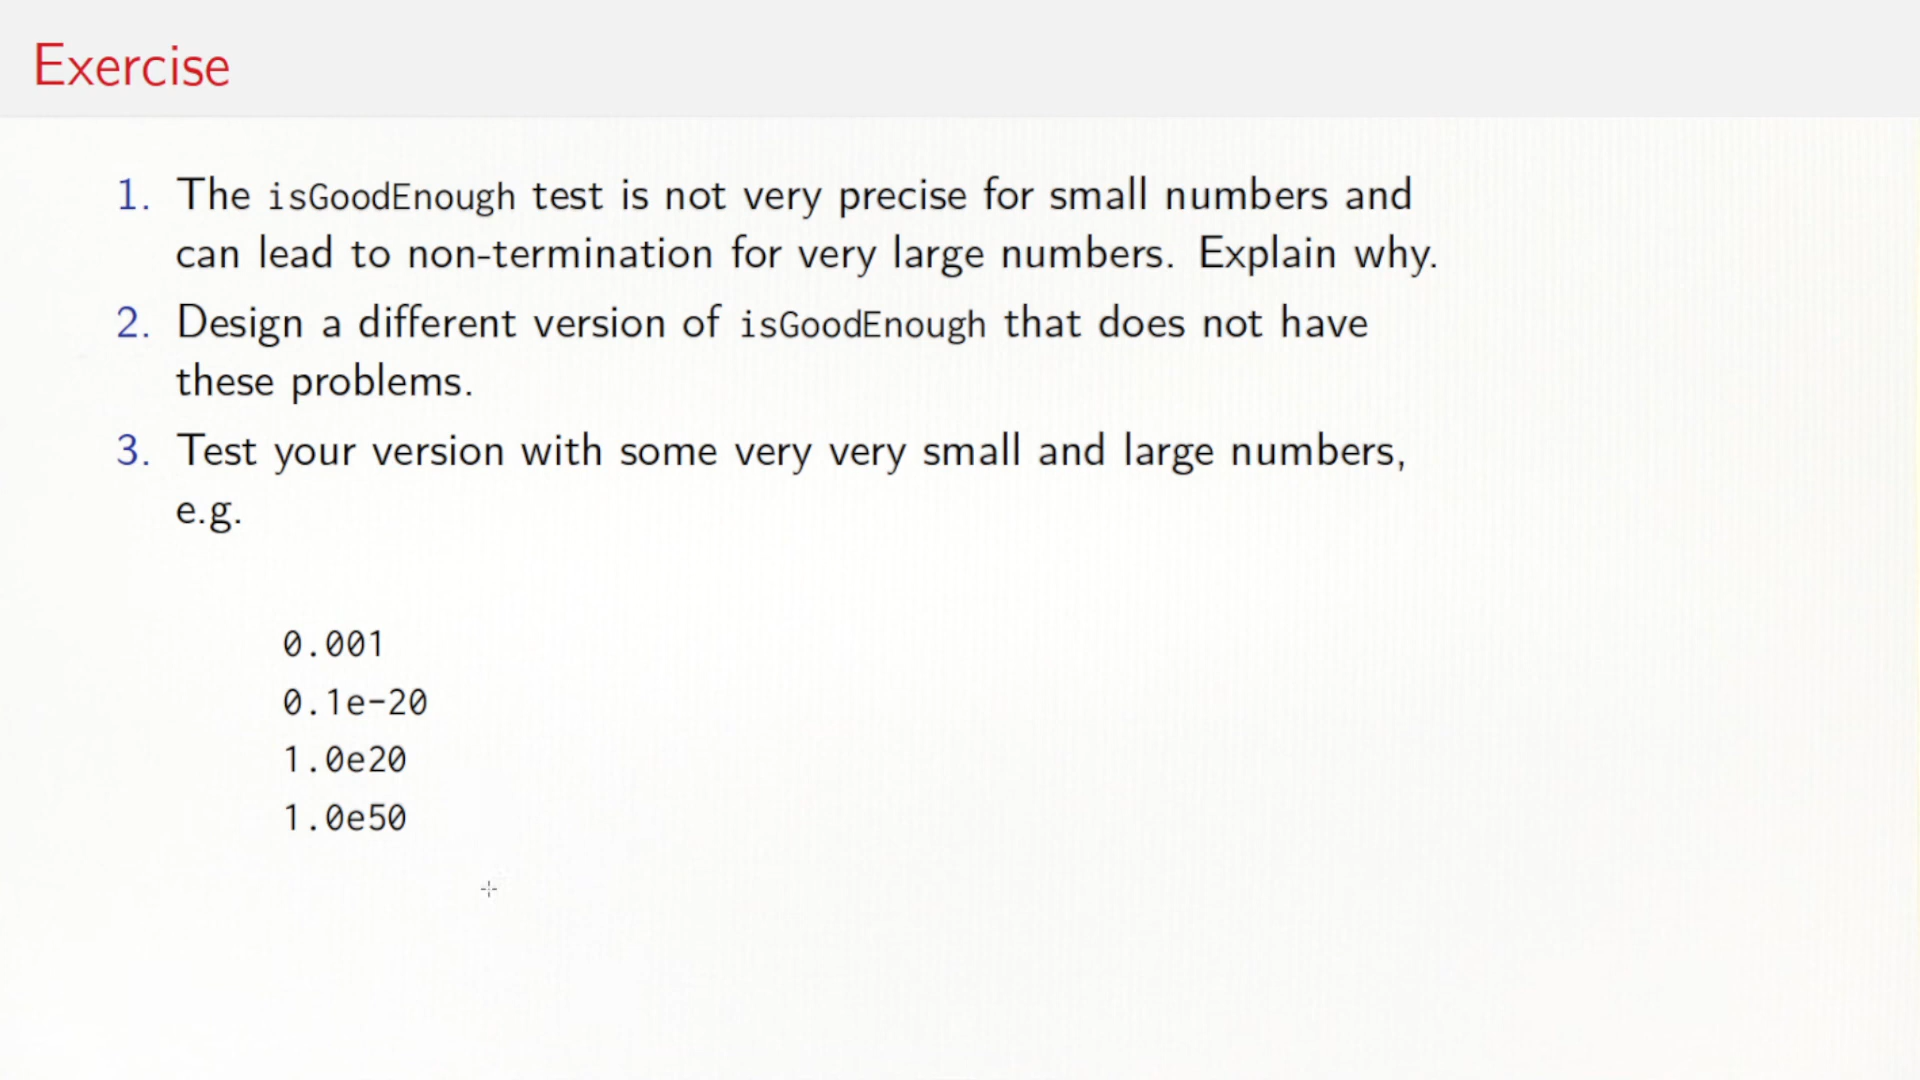 Exercise
1. The isGoodEnough test is not very precise for small numbers and
can lead to non-termination for very large numbers. Explain why.
2. Design a different version of isGoodEnough that does not have
these problems.
3. Test your version with some very very small and large numbers,
e.g.
0.001
0.1e-20
1.0e20
1.0e50